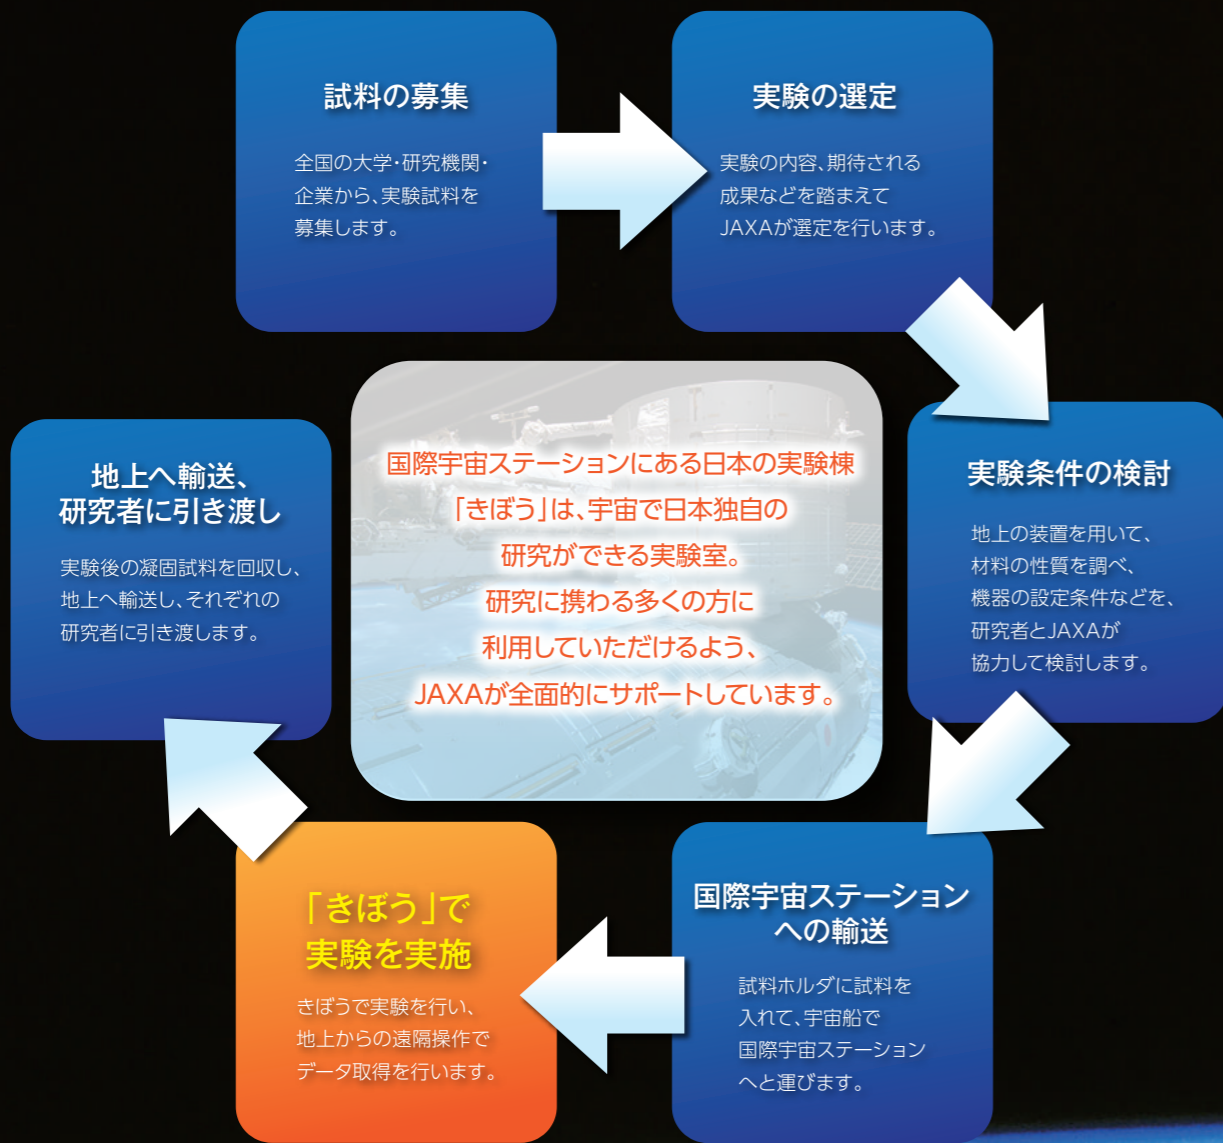 試料の募集
全国の大学・研究機関・
企業から、実験試料を
募集します。
実験の選定
実験の内容、期待される
成果などを踏まえて
JAXAが選定を行います。
実験条件の検討
地上の装置を用いて、
材料の性質を調べ、
機器の設定条件などを、
研究者とJAXAが
協力して検討します。
国際宇宙ステーション
への輸送
試料ホルダに試料を
入れて、宇宙船で
国際宇宙ステーション
へと運びます。
「きぼう」で
実験を実施
きぼうで実験を行い、
地上からの遠隔操作で
データ取得を行います。
地上へ輸送、
研究者に引き渡し
実験後の凝固試料を回収し、
地上へ輸送し、それぞれの
研究者に引き渡します。
国際宇宙ステーションにある日本の実験棟
「きぼう」は、宇宙で日本独自の
研究ができる実験室。
研究に携わる多くの方に
利用していただけるよう、
JAXAが全面的にサポートしています。